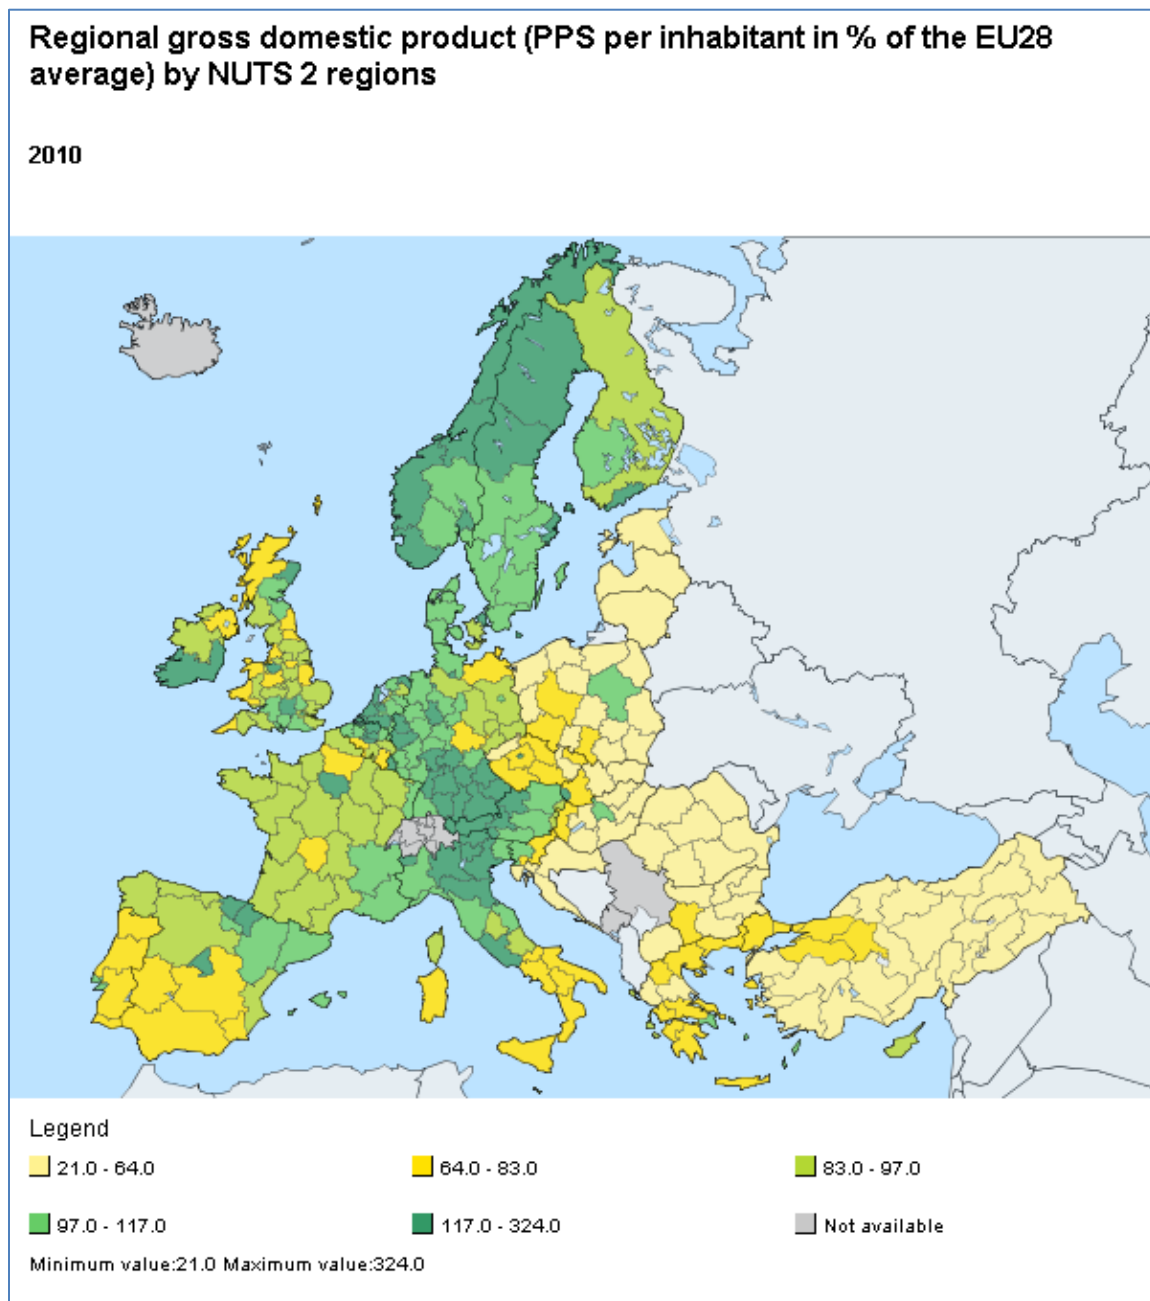 Regional gross domestic product (PPS per inhabitant in % of the EU28
average) by NUTS 2 regions
2010
Legend
21.0 - 64.0
64.0 - 83.0
83.0 - 97.0
97.0 - 117.0
117.0 - 324.0
Not available
Minimum value:21.0 Maximum value:324.0